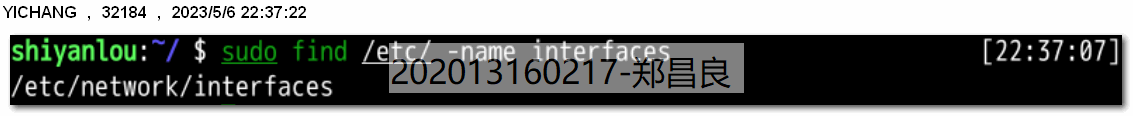 YICHANG , 32184 , 2023/5/6 22:37:22
shiyanlou:~/ $ sudo find /etc/ -name interfaces [22:37:07]
202013160217-郑昌良
/etc/network/interfaces